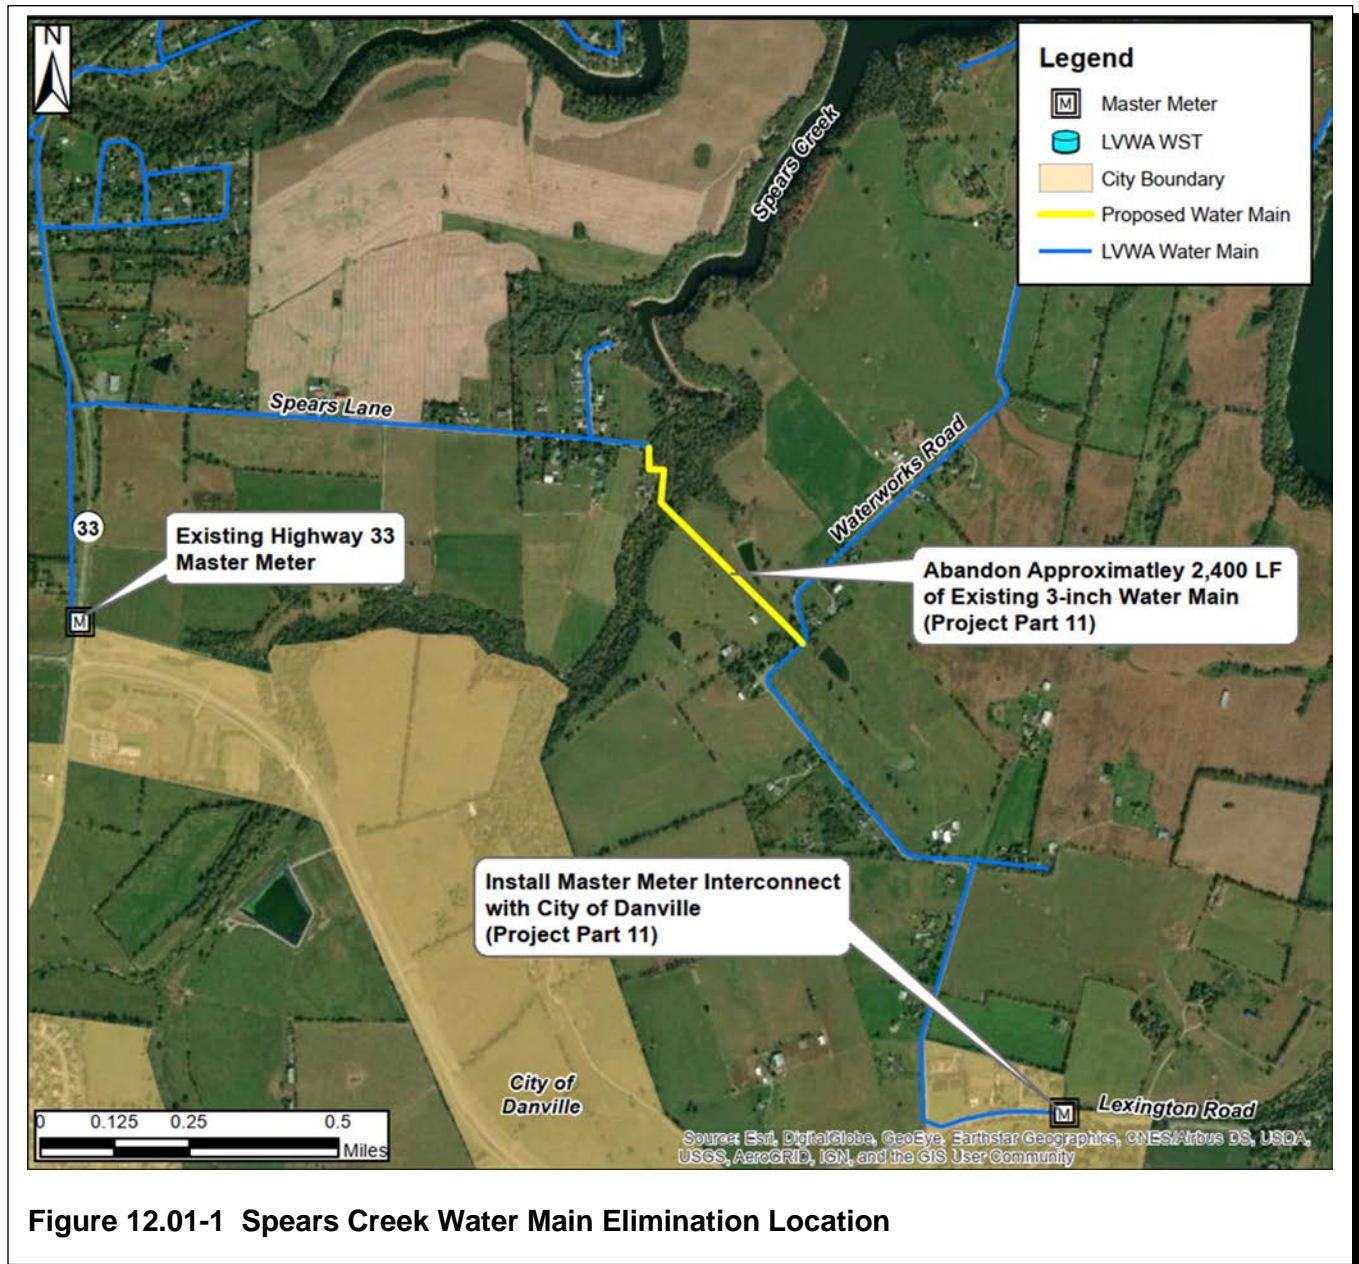 N
Legend
M Master Meter
LVWA WST
City Boundary
Proposed Water Main
LVWA Water Main
Spears Creek
Spears Lane
Waterworks Road
33
Existing Highway 33
Master Meter
M
Abandon Approximatley 2,400 LF
of Existing 3-inch Water Main
(Project Part 11)
Install Master Meter Interconnect
with City of Danville
(Project Part 11)
City of
Danville
M
Lexington Road
0 0.125 0.25 0.5
Miles
Source: Esri, DigitalGlobe, GeoEye, Earthstar Geographics, CNES/Airbus DS, USDA,
USGS, AeroGRID, IGN, and the GIS User Community
Figure 12.01-1 Spears Creek Water Main Elimination Location